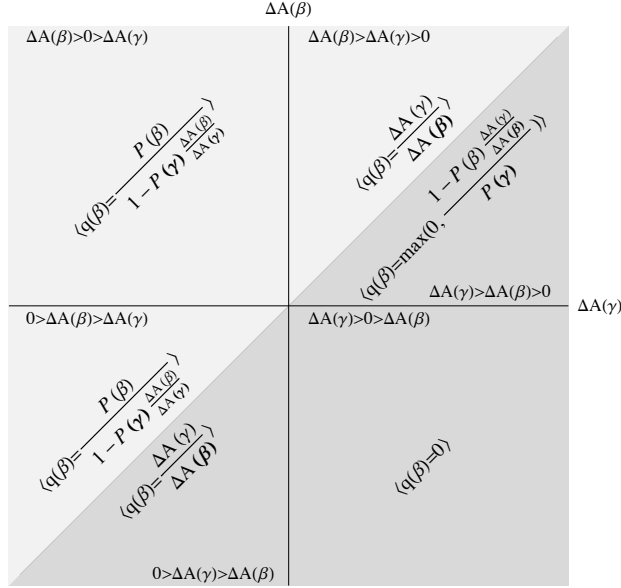 ΔA(β)
ΔA(β)>0>ΔA(γ)
ΔA(β)>ΔA(γ)>0
⟨q(β)= P(β) / 1 − P(γ) ΔA(β)/ΔA(γ) ⟩
⟨q(β)= ΔA(γ) / ΔA(β) ⟩
⟨q(β)=max(0, 1 − P(β) ΔA(γ)/ΔA(β) / P(γ) )⟩
ΔA(γ)>ΔA(β)>0
ΔA(γ)
0>ΔA(β)>ΔA(γ)
ΔA(γ)>0>ΔA(β)
⟨q(β)= P(β) / 1 − P(γ) ΔA(β)/ΔA(γ) ⟩
⟨q(β)= ΔA(γ) / ΔA(β) ⟩
⟨q(β)=0⟩
0>ΔA(γ)>ΔA(β)